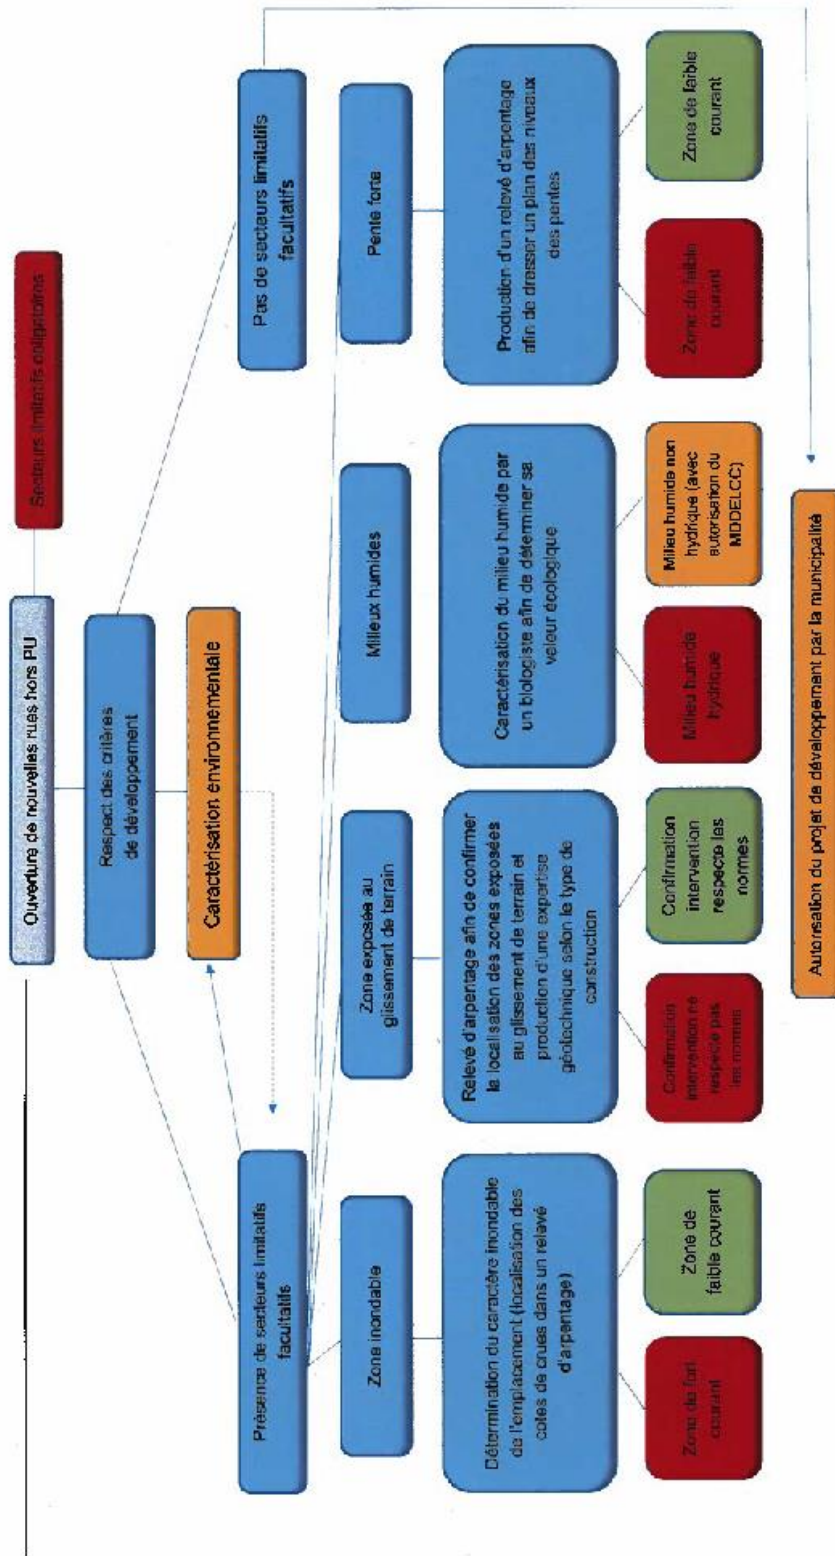 Ouverture de nouvelles rues hors PU
Secteurs limitatifs obligatoires
Respect des critères
de développement
Caractérisation environnementale
Présence de secteurs limitatifs
facultatifs
Pas de secteurs limitatifs
facultatifs
Zone inondable
Zone exposée au
glissement de terrain
Milieux humides
Pente forte
Détermination du caractère inondable
de l'emplacement (localisation des
cotes de crues dans un relevé
d'arpentage)
Relevé d'arpentage afin de confirmer
la localisation des zones exposées
au glissement de terrain et
production d'une expertise
géotechnique selon le type de
construction
Caractérisation du milieu humide par
un biologiste afin de déterminer sa
valeur écologique
Production d'un relevé d'arpentage
afin de dresser un plan des niveaux
des pentes
Zone de fort
courant
Zone de
faible courant
Confirmation
intervention ne
respecte pas
les normes
Confirmation
intervention
respecte les
normes
Milieu humide
hydrique
Milieu humide non
hydrique (avec
autorisation du
MDDELCC)
Zone de faible
courant
Zone de faible
courant
Autorisation du projet de développement par la municipalité